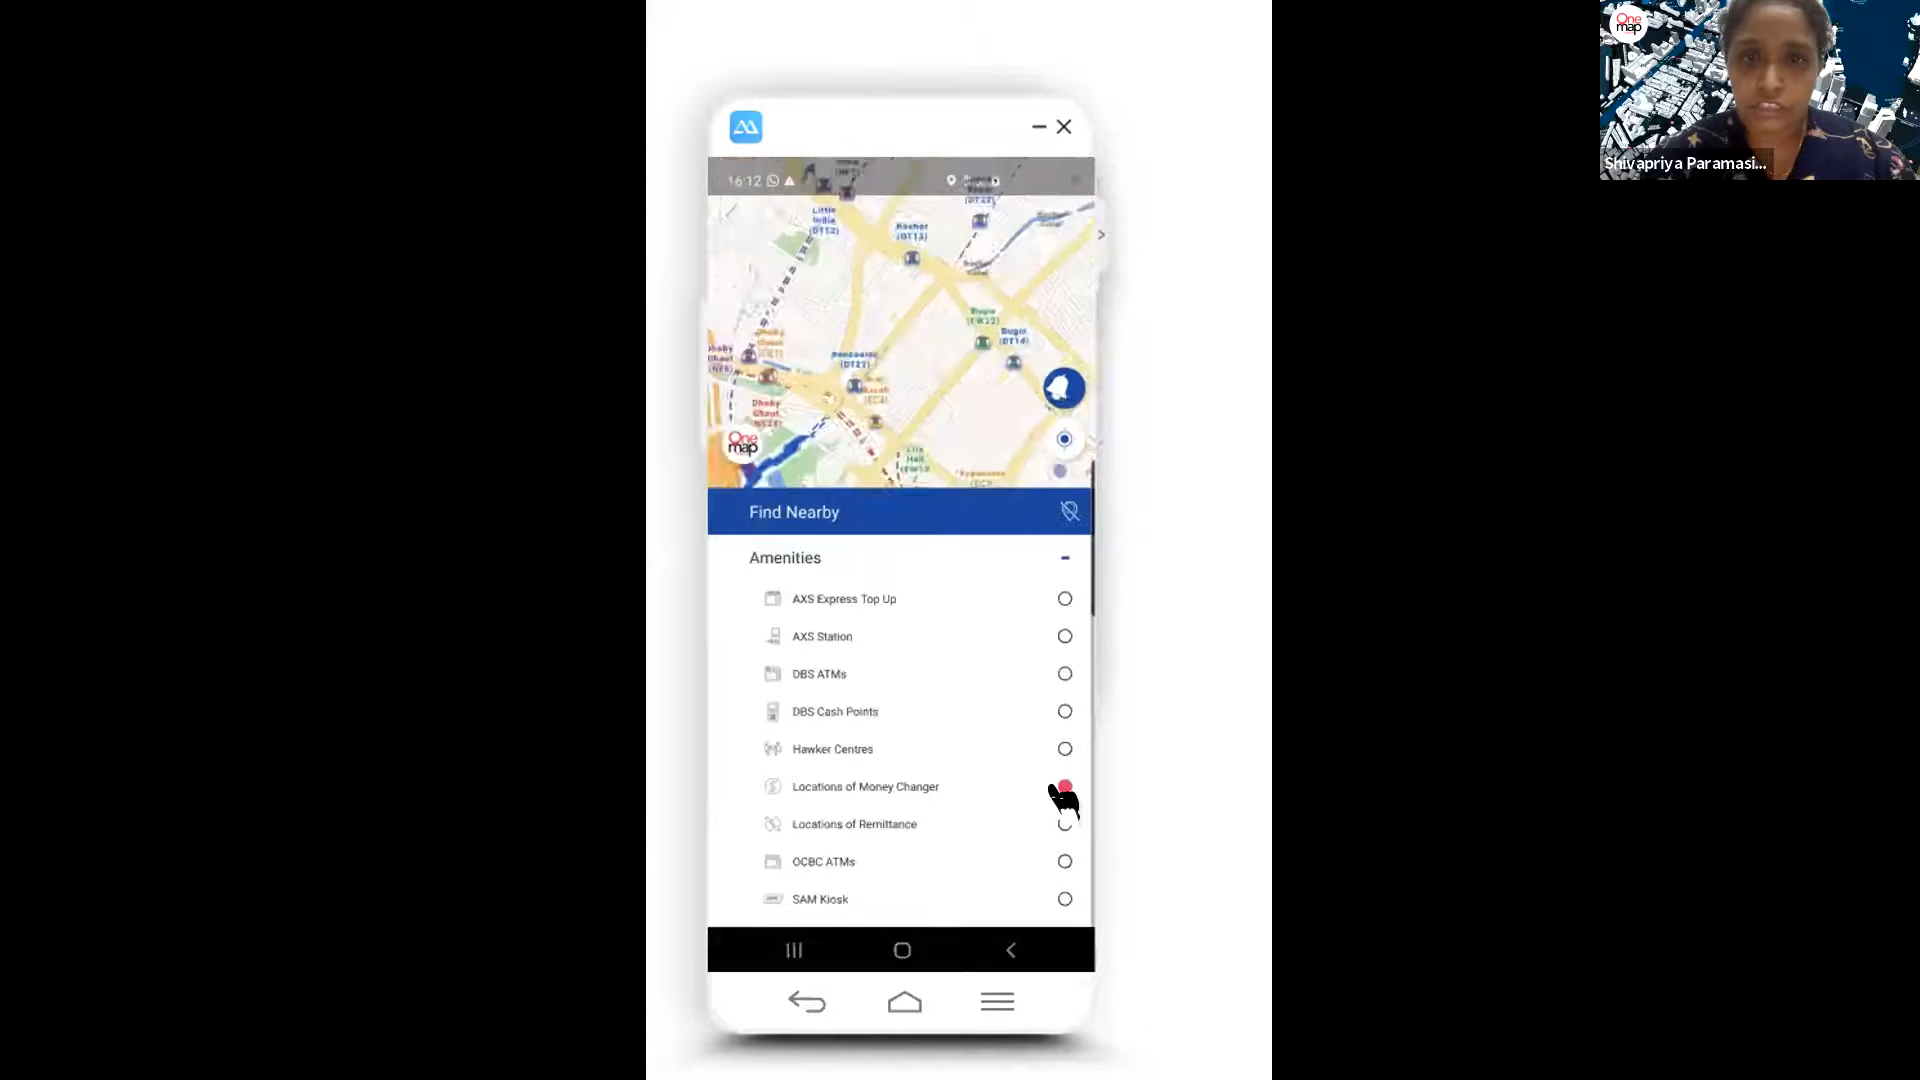 One
map
Shivapriya Paramasi...
16:12
Little
India
(DT12)
Rochor
(DT13)
Bugis
(EW12)
Bugis
(DT14)
Dhoby
Ghaut
Bencoolen
(DT21)
Dhoby
Ghaut
One
map
Find Nearby
Amenities
AXS Express Top Up
AXS Station
DBS ATMs
DBS Cash Points
Hawker Centres
Locations of Money Changer
Locations of Remittance
OCBC ATMs
SAM Kiosk